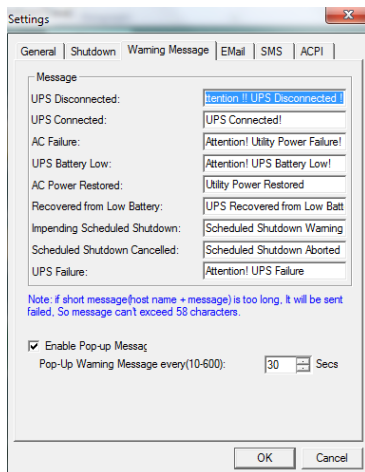 Settings
General Shutdown Warning Message EMail SMS ACPI
Message
UPS Disconnected: ttention !! UPS Disconnected !
UPS Connected: UPS Connected!
AC Failure: Attention! Utility Power Failure!
UPS Battery Low: Attention! UPS Battery Low!
AC Power Restored: Utility Power Restored
Recovered from Low Battery: UPS Recovered from Low Batt
Impending Scheduled Shutdown: Scheduled Shutdown Warning
Scheduled Shutdown Cancelled: Scheduled Shutdown Aborted
UPS Failure: Attention! UPS Failure
Note: if short message(host name + message) is too long, It will be sent
failed, So message can't exceed 58 characters.
Enable Pop-up Messag
Pop-Up Warning Message every(10-600): 30 Secs
OK Cancel